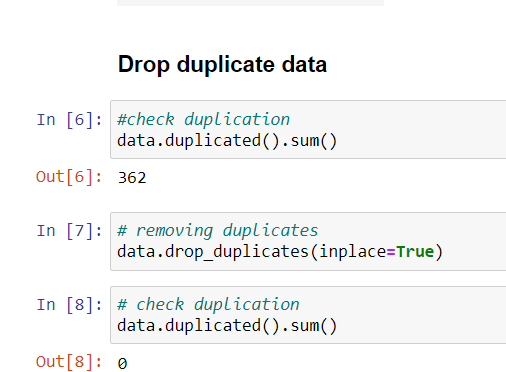 Drop duplicate data
In [6]: #check duplication
data.duplicated().sum()
Out[6]: 362
In [7]: # removing duplicates
data.drop_duplicates(inplace=True)
In [8]: # check duplication
data.duplicated().sum()
Out[8]: 0